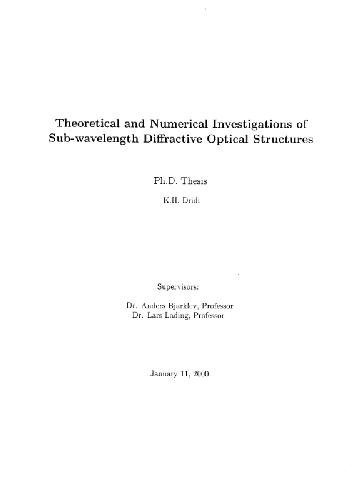 Theoretical and Numerical Investigations of
Sub-wavelength Diffractive Optical Structures
Ph.D. Thesis
K.H. Dridi
Supervisors:
Dr. Anders Bjarklev, Professor
Dr. Lars Lading, Professor
January 11, 2000